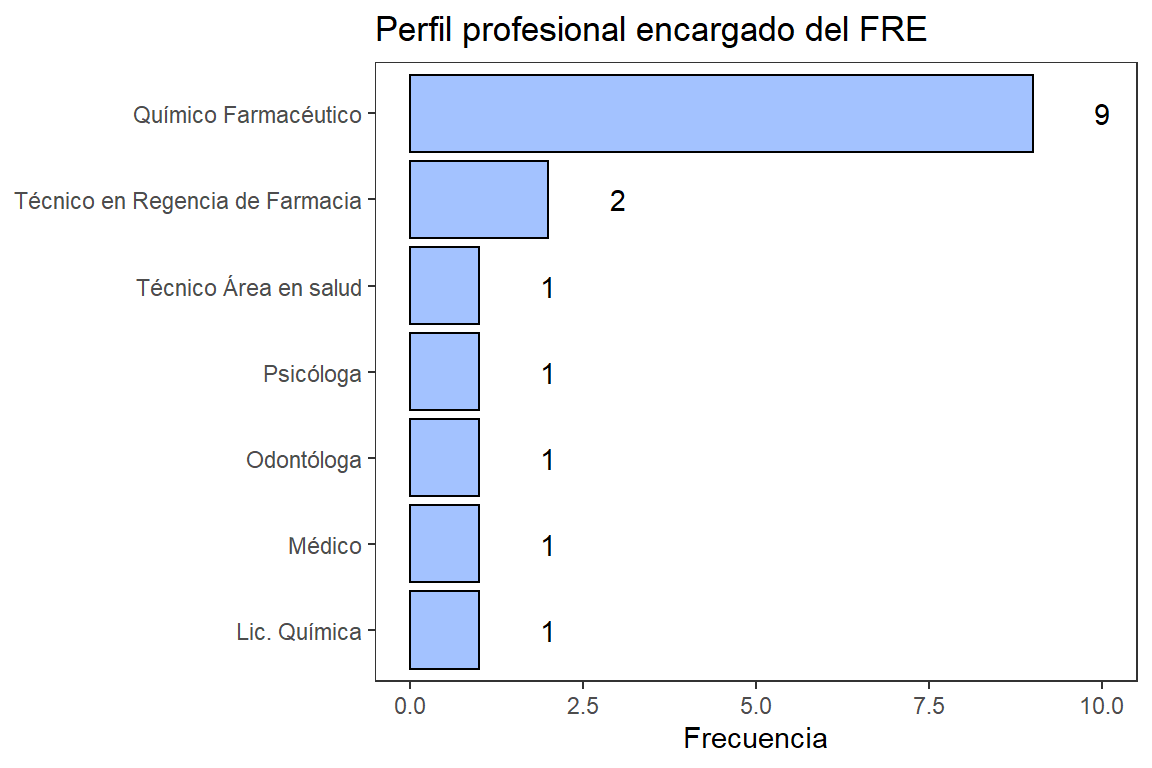 Perfil profesional encargado del FRE
Químico Farmacéutico 9
Técnico en Regencia de Farmacia 2
Técnico Área en salud 1
Psicóloga 1
Odontóloga 1
Médico 1
Lic. Química 1
0.0 2.5 5.0 7.5 10.0
Frecuencia